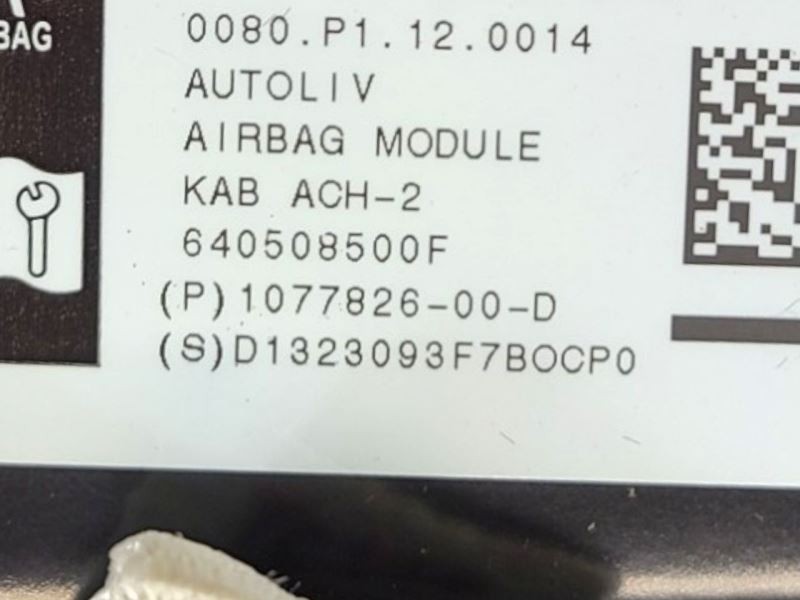 BAG
0080.P1.12.0014
AUTOLIV
AIRBAG MODULE
KAB ACH-2
640508500F
(P)1077826-00-D
(S)D1323093F7BOCP0